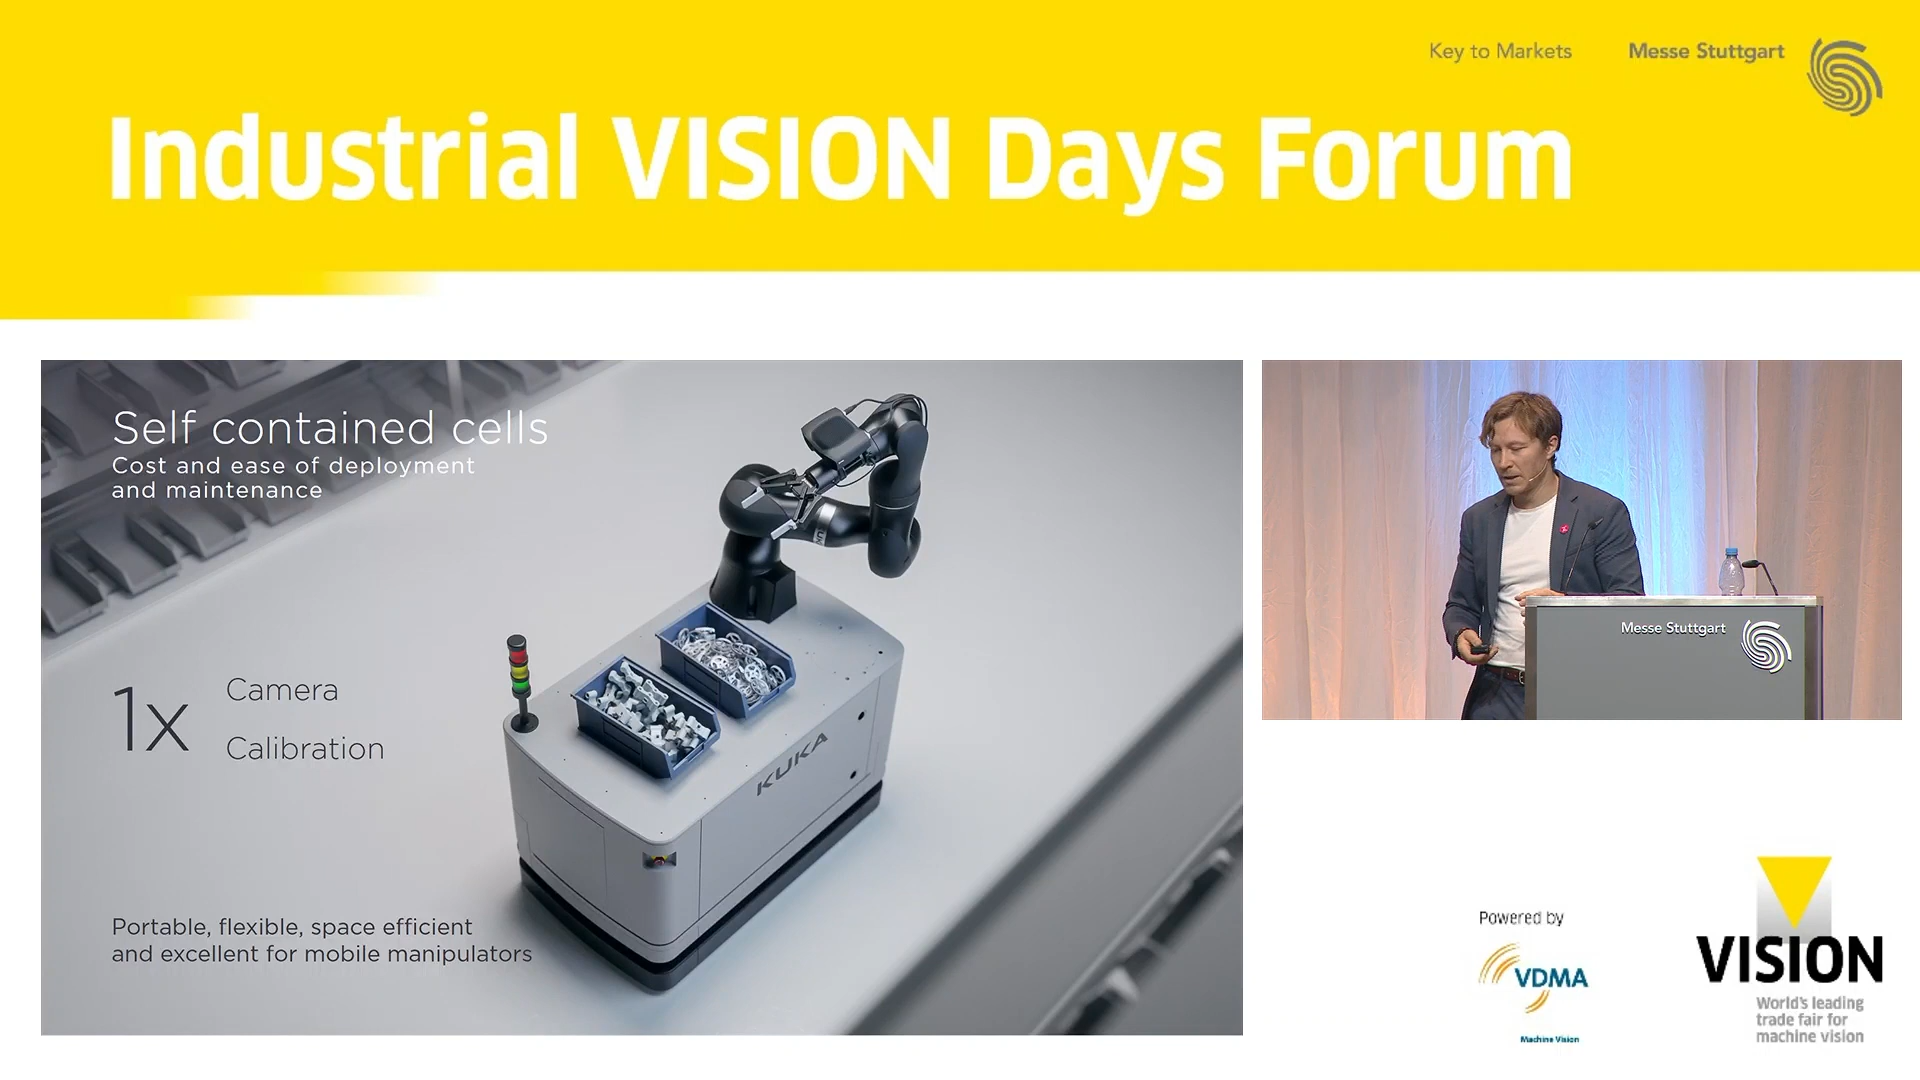 Key to Markets
Messe Stuttgart
Industrial VISION Days Forum
Self contained cells
Cost and ease of deployment
and maintenance
1x
Camera
Calibration
KUKA
Portable, flexible, space efficient
and excellent for mobile manipulators
Messe Stuttgart
Powered by
VDMA
Machine Vision
VISION
World's leading
trade fair for
machine vision